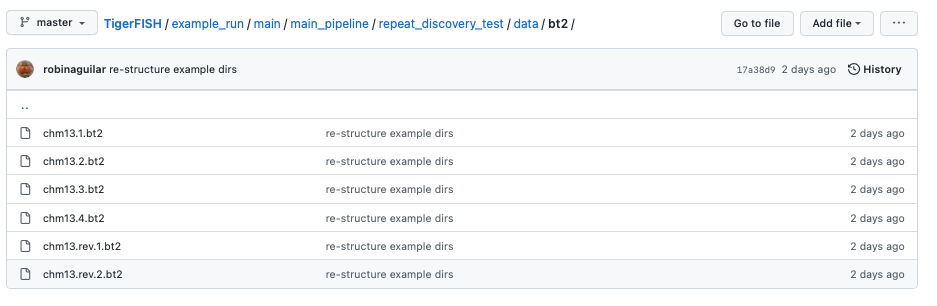 master TigerFISH / example_run / main / main_pipeline / repeat_discovery_test / data / bt2 / Go to file Add file ...
robinaguilar re-structure example dirs 17a38d9 2 days ago History
..
chm13.1.bt2 re-structure example dirs 2 days ago
chm13.2.bt2 re-structure example dirs 2 days ago
chm13.3.bt2 re-structure example dirs 2 days ago
chm13.4.bt2 re-structure example dirs 2 days ago
chm13.rev.1.bt2 re-structure example dirs 2 days ago
chm13.rev.2.bt2 re-structure example dirs 2 days ago